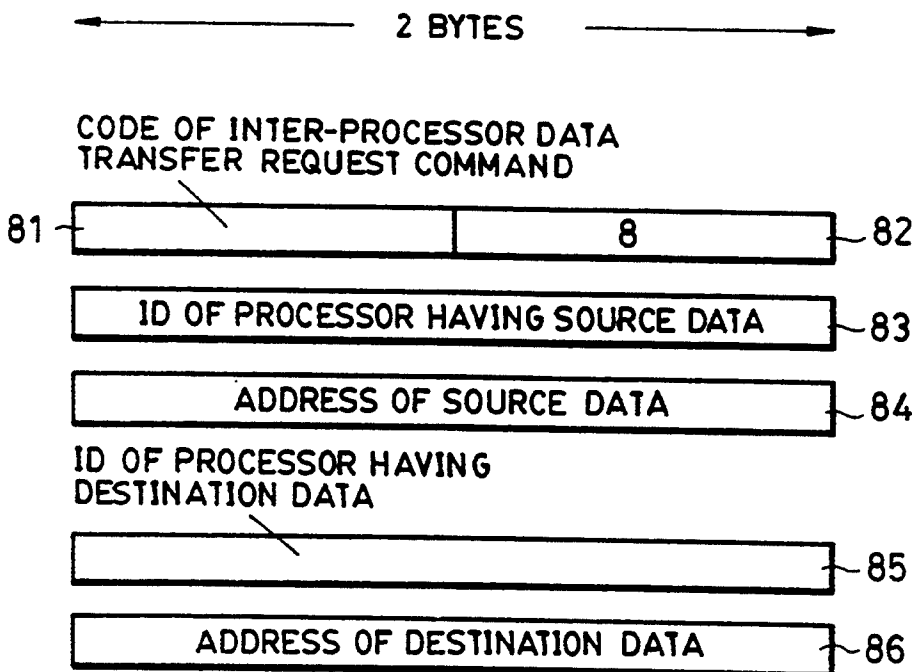 2 BYTES
CODE OF INTER-PROCESSOR DATA
TRANSFER REQUEST COMMAND
81
8
82
ID OF PROCESSOR HAVING SOURCE DATA
83
ADDRESS OF SOURCE DATA
84
ID OF PROCESSOR HAVING
DESTINATION DATA
85
ADDRESS OF DESTINATION DATA
86